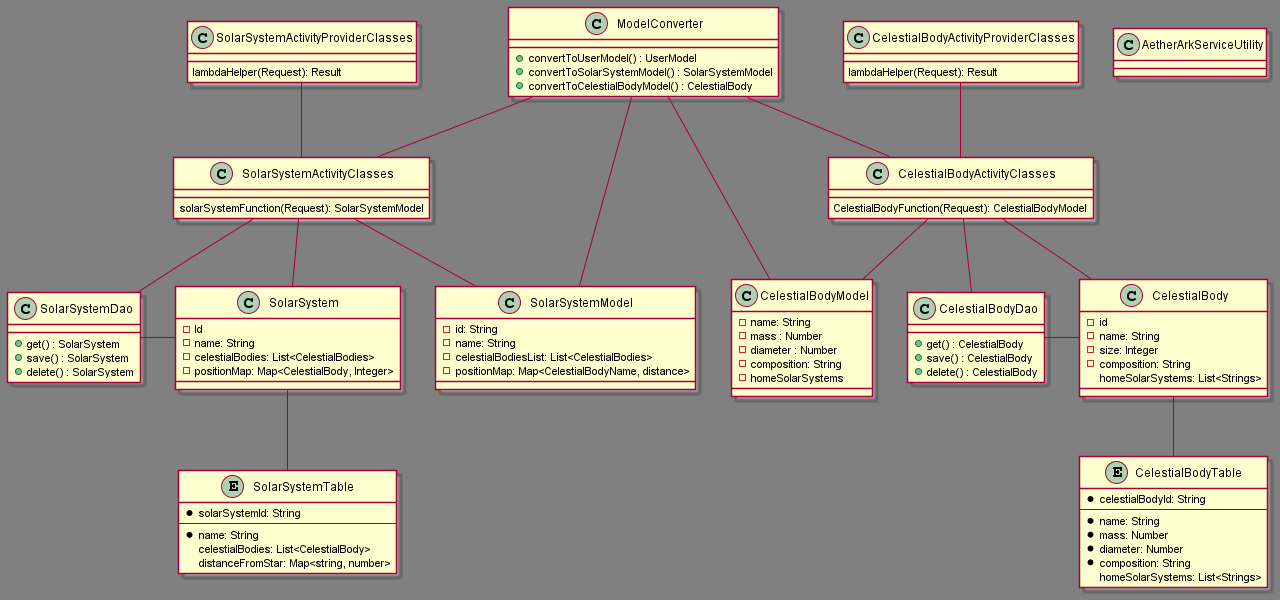 C SolarSystemActivityProviderClasses
lambdaHelper(Request): Result
C ModelConverter
convertToUserModel() : UserModel
convertToSolarSystemModel() : SolarSystemModel
convertToCelestialBodyModel() : CelestialBody
C CelestialBodyActivityProviderClasses
lambdaHelper(Request): Result
C AetherArkServiceUtility
C SolarSystemActivityClasses
solarSystemFunction(Request): SolarSystemModel
C CelestialBodyActivityClasses
CelestialBodyFunction(Request): CelestialBodyModel
C SolarSystemDao
get() : SolarSystem
save() : SolarSystem
delete() : SolarSystem
C SolarSystem
Id
name: String
celestialBodies: List<CelestialBodies>
positionMap: Map<CelestialBody, Integer>
C SolarSystemModel
id: String
name: String
celestialBodiesList: List<CelestialBodies>
positionMap: Map<CelestialBodyName, distance>
C CelestialBodyModel
name: String
mass : Number
diameter : Number
composition: String
homeSolarSystems
C CelestialBodyDao
get() : CelestialBody
save() : CelestialBody
delete() : CelestialBody
C CelestialBody
id
name: String
size: Integer
composition: String
homeSolarSystems: List<Strings>
E SolarSystemTable
solarSystemId: String
name: String
celestialBodies: List<CelestialBody>
distanceFromStar: Map<string, number>
E CelestialBodyTable
celestialBodyId: String
name: String
mass: Number
diameter: Number
composition: String
homeSolarSystems: List<Strings>